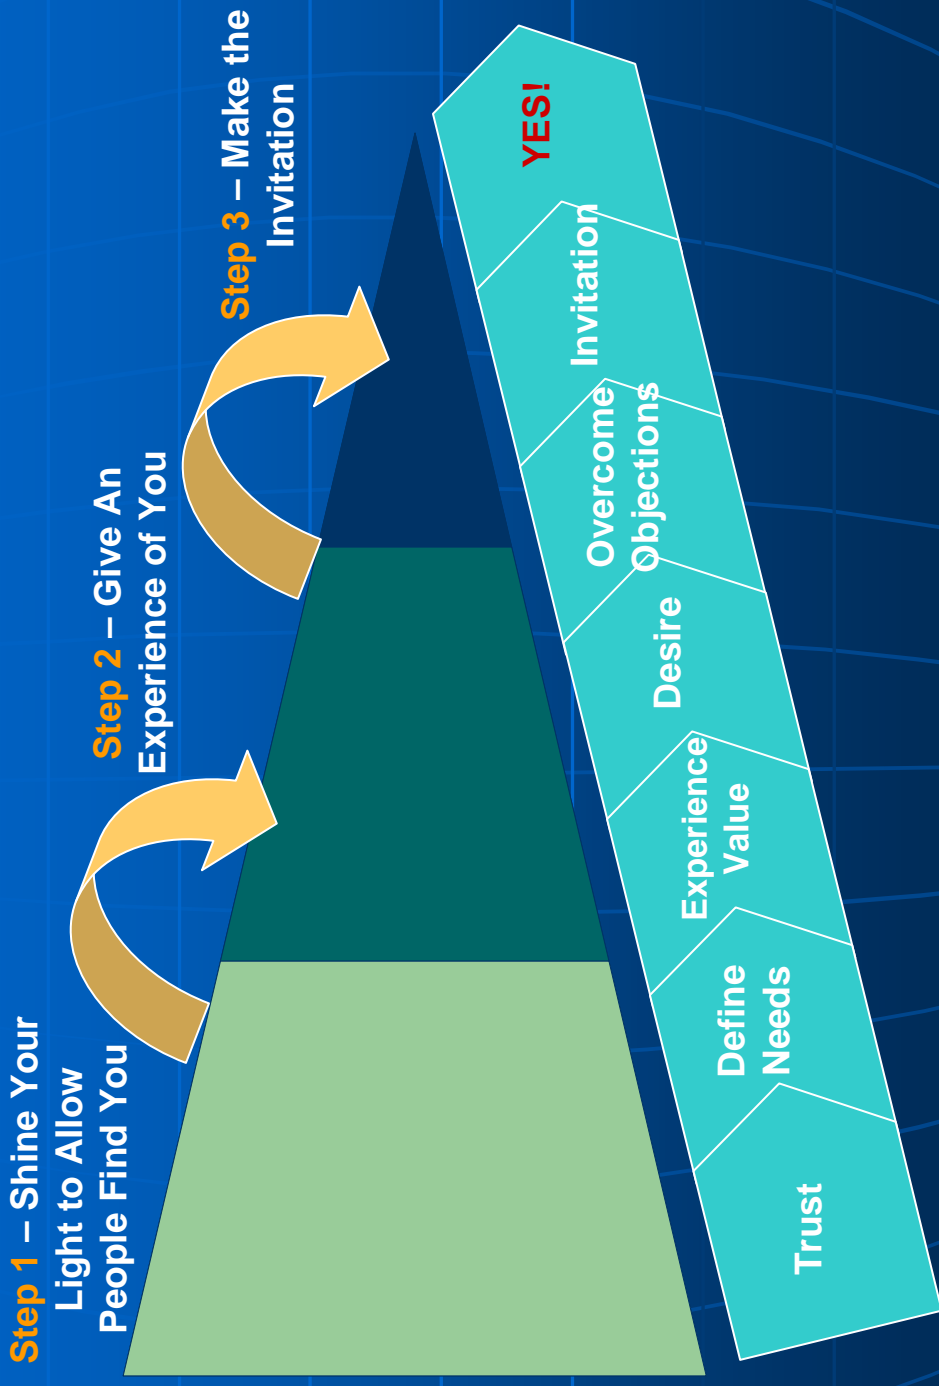 Step 1 – Shine Your
Light to Allow
People Find You
Step 2 – Give An
Experience of You
Step 3 – Make the
Invitation
Trust
Define
Needs
Experience
Value
Desire
Overcome
Objections
Invitation
YES!